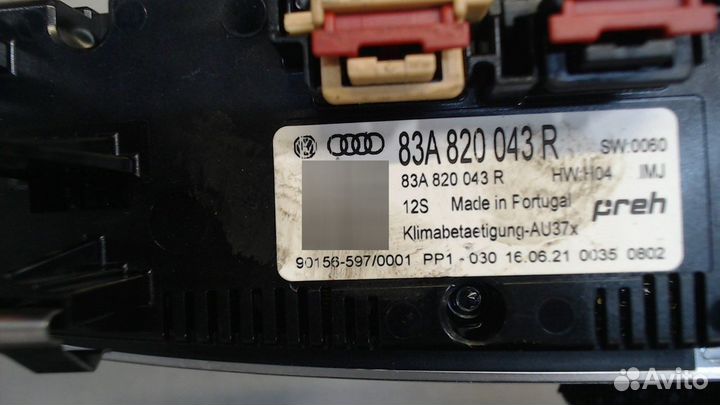 83A 820 043 R SW:0060
83A 820 043 R HW:H04 IMJ
12S Made in Portugal preh
Klimabetaetigung-AU37x
90156-597/0001 PP1 - 030 16.06.21 0035 0802
Avito